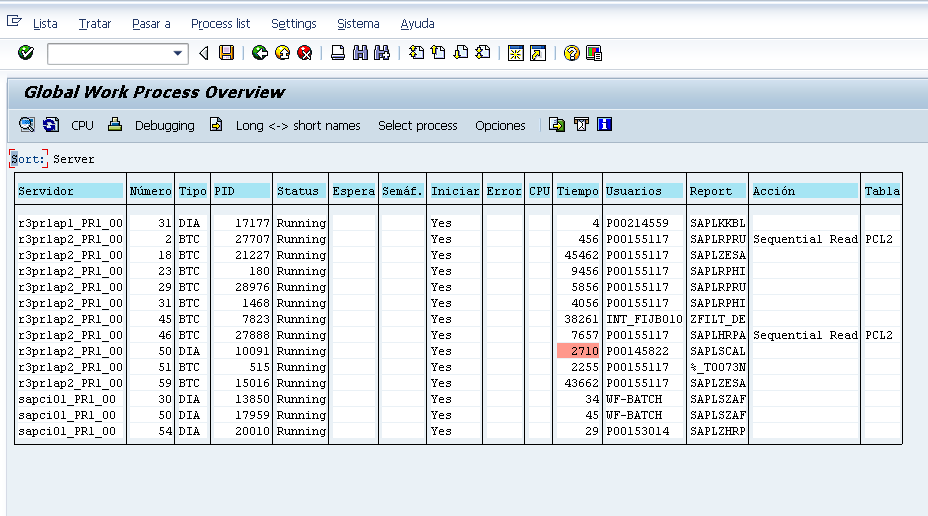 Lista Tratar Pasar a Process list Settings Sistema Ayuda
Global Work Process Overview
CPU Debugging Long <-> short names Select process Opciones
Sort: Server
Servidor Número Tipo PID Status Espera Semáf. Iniciar Error CPU Tiempo Usuarios Report Acción Tabla
r3prlap1_PR1_00 31 DIA 17177 Running Yes 4 P00214559 SAPLKKBL
r3prlap2_PR1_00 2 BTC 27707 Running Yes 456 P00155117 SAPLRPRU Sequential Read PCL2
r3prlap2_PR1_00 18 BTC 21227 Running Yes 45462 P00155117 SAPLZESA
r3prlap2_PR1_00 23 BTC 180 Running Yes 9456 P00155117 SAPLRPHI
r3prlap2_PR1_00 29 BTC 28976 Running Yes 5856 P00155117 SAPLRPRU
r3prlap2_PR1_00 31 BTC 1468 Running Yes 4056 P00155117 SAPLRPHI
r3prlap2_PR1_00 45 BTC 7823 Running Yes 38261 INT_FIJB010 ZFILT_DE
r3prlap2_PR1_00 46 BTC 27888 Running Yes 7657 P00155117 SAPLHRPA Sequential Read PCL2
r3prlap2_PR1_00 50 DIA 10091 Running Yes 2710 P00145822 SAPLSCAL
r3prlap2_PR1_00 51 BTC 515 Running Yes 2255 P00155117 %_T0073N
r3prlap2_PR1_00 59 BTC 15016 Running Yes 43662 P00155117 SAPLZESA
sapci01_PR1_00 30 DIA 13850 Running Yes 34 WF-BATCH SAPLSZAF
sapci01_PR1_00 50 DIA 17959 Running Yes 45 WF-BATCH SAPLSZAF
sapci01_PR1_00 54 DIA 20010 Running Yes 29 P00153014 SAPLZHRP